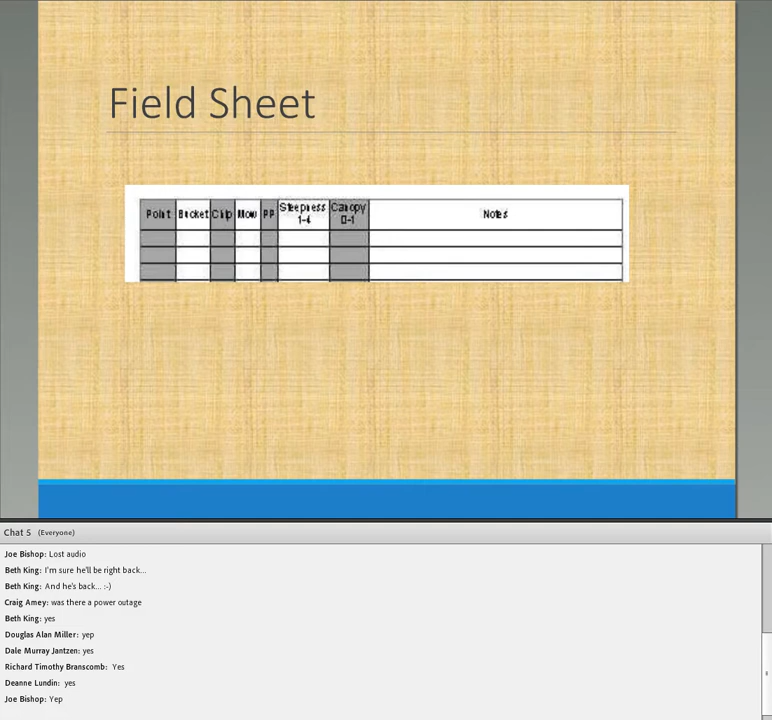 Field Sheet
Point Bucket Clip Mow PP Steepness 1-4 Canopy 0-1 Notes
Chat 5 (Everyone)
Joe Bishop: Lost audio
Beth King: I'm sure he'll be right back...
Beth King: And he's back... :-)
Craig Amey: was there a power outage
Beth King: yes
Douglas Alan Miller: yep
Dale Murray Jantzen: yes
Richard Timothy Branscomb: Yes
Deanne Lundin: yes
Joe Bishop: Yep